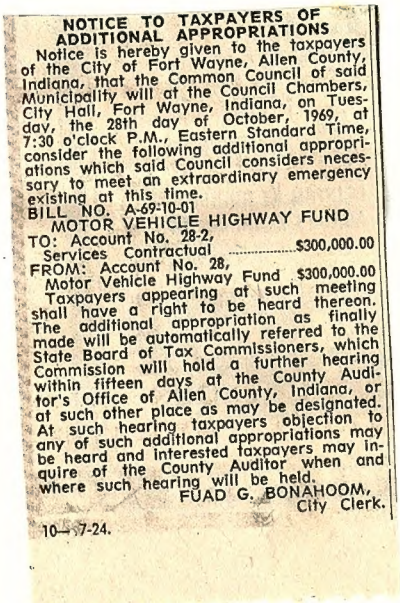 NOTICE TO TAXPAYERS OF
ADDITIONAL APPROPRIATIONS
Notice is hereby given to the taxpayers
of the City of Fort Wayne, Allen County,
Indiana, that the Common Council of said
Municipality will at the Council Chambers,
City Hall, Fort Wayne, Indiana, on Tues-
day, the 28th day of October, 1969, at
7:30 o'clock P.M., Eastern Standard Time,
consider the following additional appropri-
ations which said Council considers neces-
sary to meet an extraordinary emergency
existing at this time.
BILL NO. A-69-10-01
MOTOR VEHICLE HIGHWAY FUND
TO: Account No. 28-2,
Services Contractual ............... $300,000.00
FROM: Account No. 28,
Motor Vehicle Highway Fund $300,000.00
Taxpayers appearing at such meeting
shall have a right to be heard thereon.
The additional appropriation as finally
made will be automatically referred to the
State Board of Tax Commissioners, which
Commission will hold a further hearing
within fifteen days at the County Audi-
tor's Office of Allen County, Indiana, or
at such other place as may be designated.
At such hearing taxpayers objection to
any of such additional appropriations may
be heard and interested taxpayers may in-
quire of the County Auditor when and
where such hearing will be held.
FUAD G. BONAHOOM,
City Clerk.
10— 7-24.